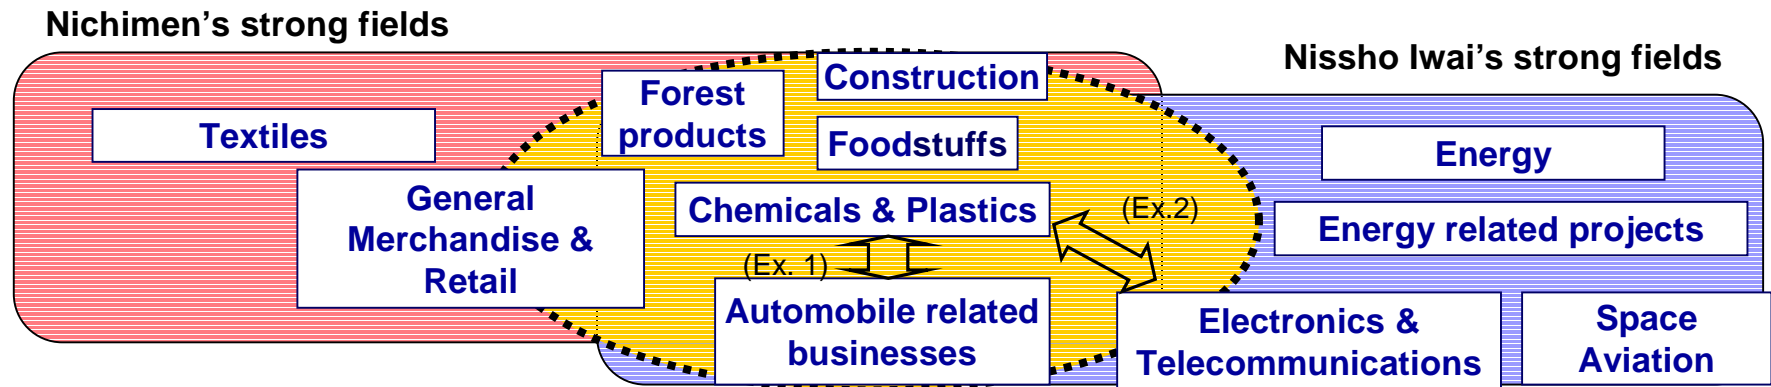 Nichimen’s strong fields
Nissho Iwai’s strong fields
Construction
Forest
products
Textiles
Foodstuffs
Energy
General
Merchandise &
Retail
Chemicals & Plastics
(Ex.2)
Energy related projects
(Ex. 1)
Automobile related
businesses
Electronics &
Telecommunications
Space
Aviation